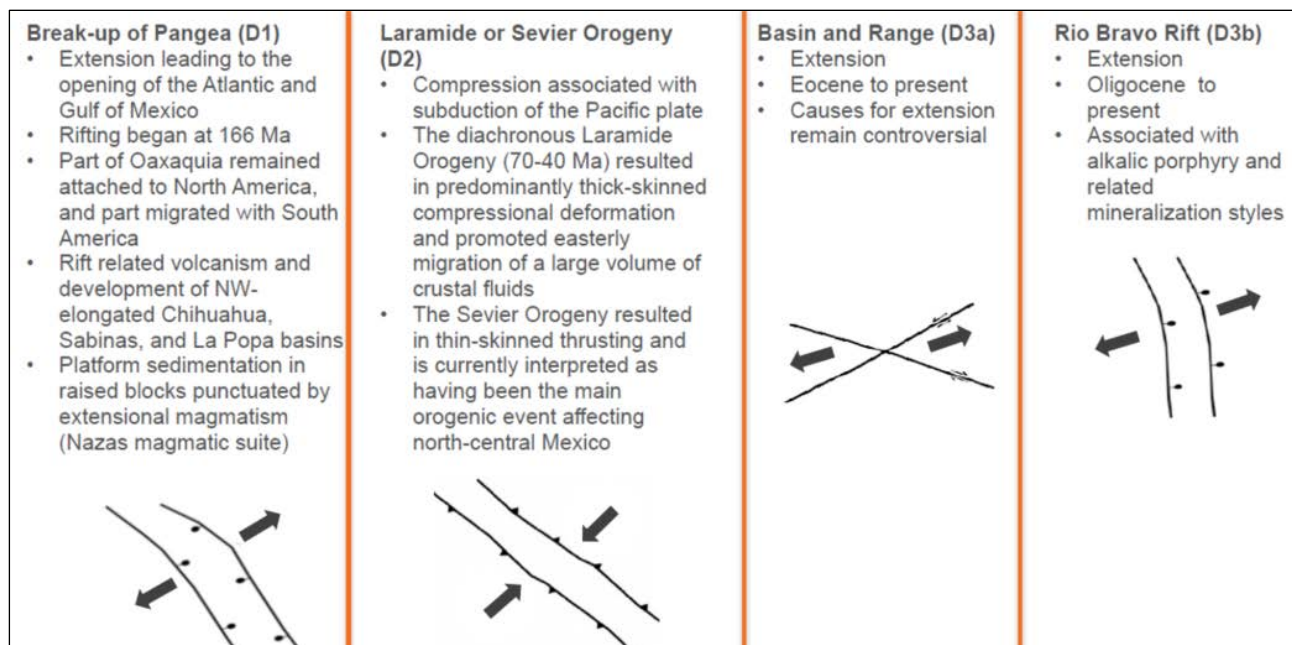 Break-up of Pangea (D1)
• Extension leading to the
opening of the Atlantic and
Gulf of Mexico
• Rifting began at 166 Ma
• Part of Oaxaquia remained
attached to North America,
and part migrated with South
America
• Rift related volcanism and
development of NW-
elongated Chihuahua,
Sabinas, and La Popa basins
• Platform sedimentation in
raised blocks punctuated by
extensional magmatism
(Nazas magmatic suite)
Laramide or Sevier Orogeny
(D2)
• Compression associated with
subduction of the Pacific plate
• The diachronous Laramide
Orogeny (70-40 Ma) resulted
in predominantly thick-skinned
compressional deformation
and promoted easterly
migration of a large volume of
crustal fluids
• The Sevier Orogeny resulted
in thin-skinned thrusting and
is currently interpreted as
having been the main
orogenic event affecting
north-central Mexico
Basin and Range (D3a)
• Extension
• Eocene to present
• Causes for extension
remain controversial
Rio Bravo Rift (D3b)
• Extension
• Oligocene to
present
• Associated with
alkalic porphyry and
related
mineralization styles